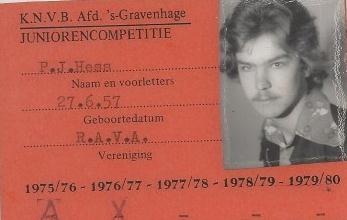 K.N.V.B. Afd. 's-Gravenhage
JUNIORENCOMPETITIE
P.J.Hess
Naam en voorletters
27.6.57
Geboortedatum
R.A.V.A.
Vereniging
1975/76 - 1976/77 - 1977/78 - 1978/79 - 1979/80
A X - - -